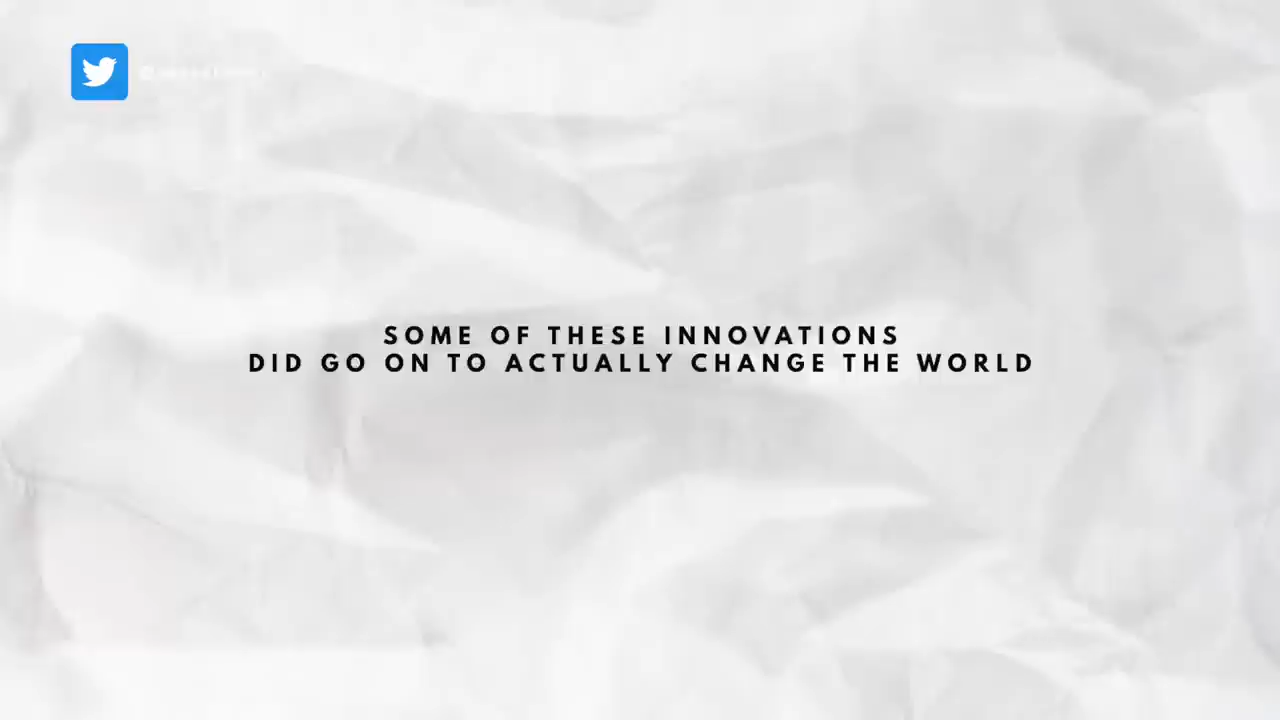 SOME OF THESE INNOVATIONS
DID GO ON TO ACTUALLY CHANGE THE WORLD